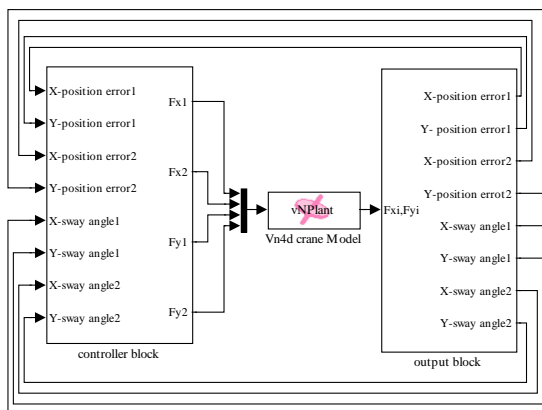 X-position error1
Y-position error1
X-position error2
Y-position error2
X-sway angle1
Y-sway angle1
X-sway angle2
Y-sway angle2
Fx1
Fx2
Fy1
Fy2
controller block
vNPlant
Vn4d crane Model
Fxi,Fyi
X-position error1
Y- position error1
X-position error2
Y-position errot2
X-sway angle1
Y-sway angle1
X-sway angle2
Y-sway angle2
output block